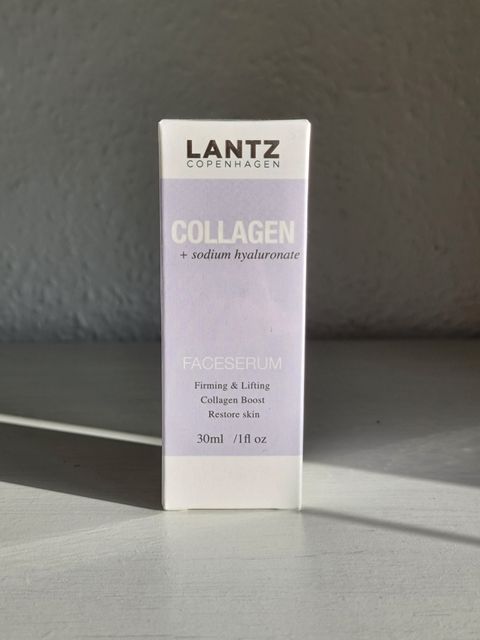 LANTZ
COPENHAGEN
COLLAGEN
+ sodium hyaluronate
FACESERUM
Firming & Lifting
Collagen Boost
Restore skin
30ml /1fl oz